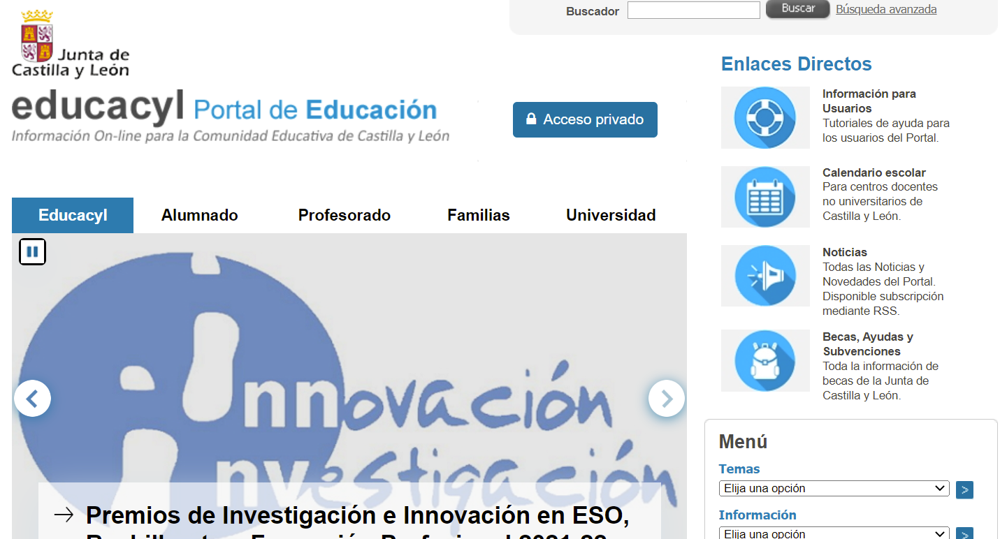 Buscador
Buscar
Búsqueda avanzada
Junta de
Castilla y León
educacyl Portal de Educación
Información On-line para la Comunidad Educativa de Castilla y León
Acceso privado
Educacyl
Alumnado
Profesorado
Familias
Universidad
innovación
investigación
Premios de Investigación e Innovación en ESO,
Enlaces Directos
Información para
Usuarios
Tutoriales de ayuda para
los usuarios del Portal.
Calendario escolar
Para centros docentes
no universitarios de
Castilla y León.
Noticias
Todas las Noticias y
Novedades del Portal.
Disponible subscripción
mediante RSS.
Becas, Ayudas y
Subvenciones
Toda la información de
becas de la Junta de
Castilla y León.
Menú
Temas
Elija una opción
>
Información
Elija una opción
>